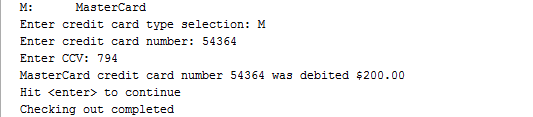 M:      MasterCard
Enter credit card type selection: M
Enter credit card number: 54364
Enter CCV: 794
MasterCard credit card number 54364 was debited $200.00
Hit <enter> to continue
Checking out completed